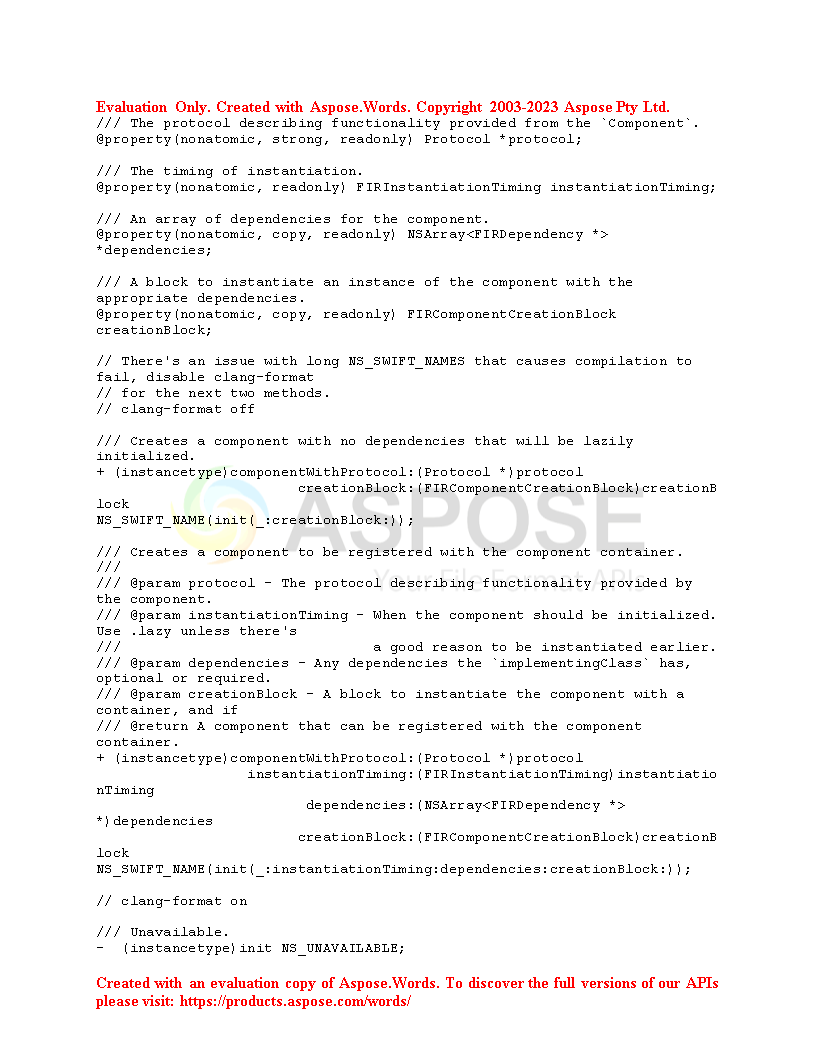 Evaluation Only. Created with Aspose.Words. Copyright 2003-2023 Aspose Pty Ltd.
/// The protocol describing functionality provided from the `Component`.
@property(nonatomic, strong, readonly) Protocol *protocol;

/// The timing of instantiation.
@property(nonatomic, readonly) FIRInstantiationTiming instantiationTiming;

/// An array of dependencies for the component.
@property(nonatomic, copy, readonly) NSArray<FIRDependency *>
*dependencies;

/// A block to instantiate an instance of the component with the
appropriate dependencies.
@property(nonatomic, copy, readonly) FIRComponentCreationBlock
creationBlock;

// There's an issue with long NS_SWIFT_NAMES that causes compilation to
fail, disable clang-format
// for the next two methods.
// clang-format off

/// Creates a component with no dependencies that will be lazily
initialized.
+ (instancetype)componentWithProtocol:(Protocol *)protocol
                        creationBlock:(FIRComponentCreationBlock)creationB
lock
NS_SWIFT_NAME(init(_:creationBlock:));
ASPOSE
Your File Format APIs

/// Creates a component to be registered with the component container.
///
/// @param protocol - The protocol describing functionality provided by
the component.
/// @param instantiationTiming - When the component should be initialized.
Use .lazy unless there's
///                              a good reason to be instantiated earlier.
/// @param dependencies - Any dependencies the `implementingClass` has,
optional or required.
/// @param creationBlock - A block to instantiate the component with a
container, and if
/// @return A component that can be registered with the component
container.
+ (instancetype)componentWithProtocol:(Protocol *)protocol
                  instantiationTiming:(FIRInstantiationTiming)instantiatio
nTiming
                         dependencies:(NSArray<FIRDependency *>
*)dependencies
                        creationBlock:(FIRComponentCreationBlock)creationB
lock
NS_SWIFT_NAME(init(_:instantiationTiming:dependencies:creationBlock:));

// clang-format on

/// Unavailable.
-  (instancetype)init NS_UNAVAILABLE;

Created with an evaluation copy of Aspose.Words. To discover the full versions of our APIs
please visit: https://products.aspose.com/words/